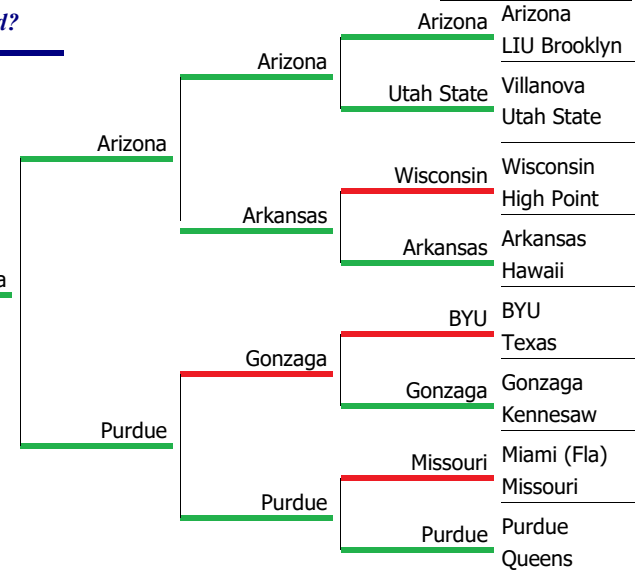 d?
Arizona
LIU Brooklyn
Villanova
Utah State
Wisconsin
High Point
Arkansas
Hawaii
BYU
Texas
Gonzaga
Kennesaw
Miami (Fla)
Missouri
Purdue
Queens
Arizona
Utah State
Wisconsin
Arkansas
BYU
Gonzaga
Missouri
Purdue
Arizona
Arkansas
Gonzaga
Purdue
Arizona
Purdue
a